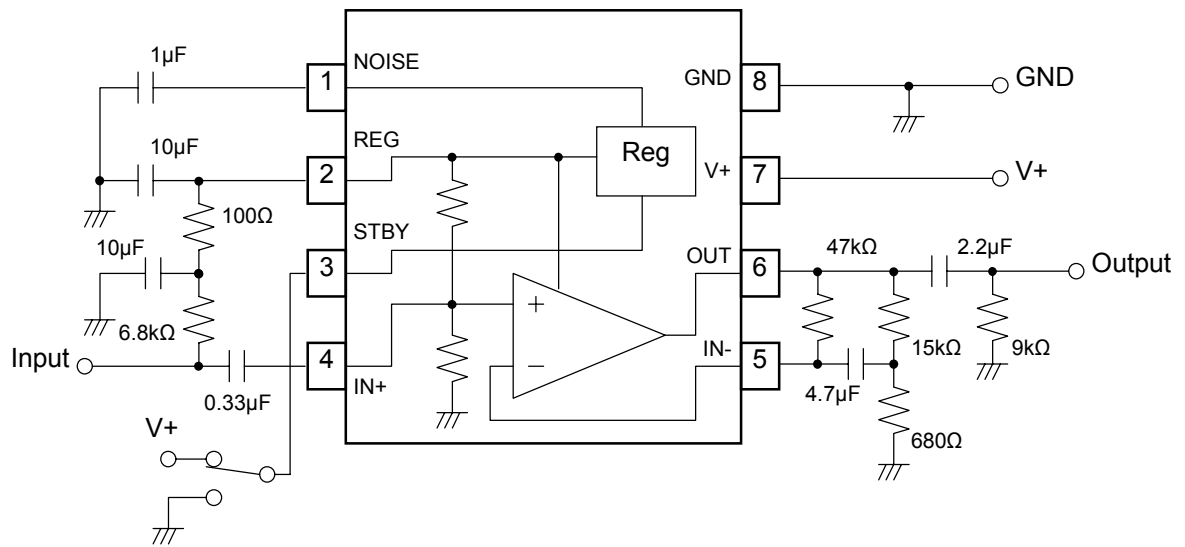 1µF
1
NOISE
GND
8
GND
10µF
2
REG
Reg
V+
7
V+
100Ω
10µF
3
STBY
OUT
6
47kΩ
2.2µF
Output
6.8kΩ
+
Input
4
IN+
−
IN-
5
15kΩ
9kΩ
0.33µF
4.7µF
V+
680Ω